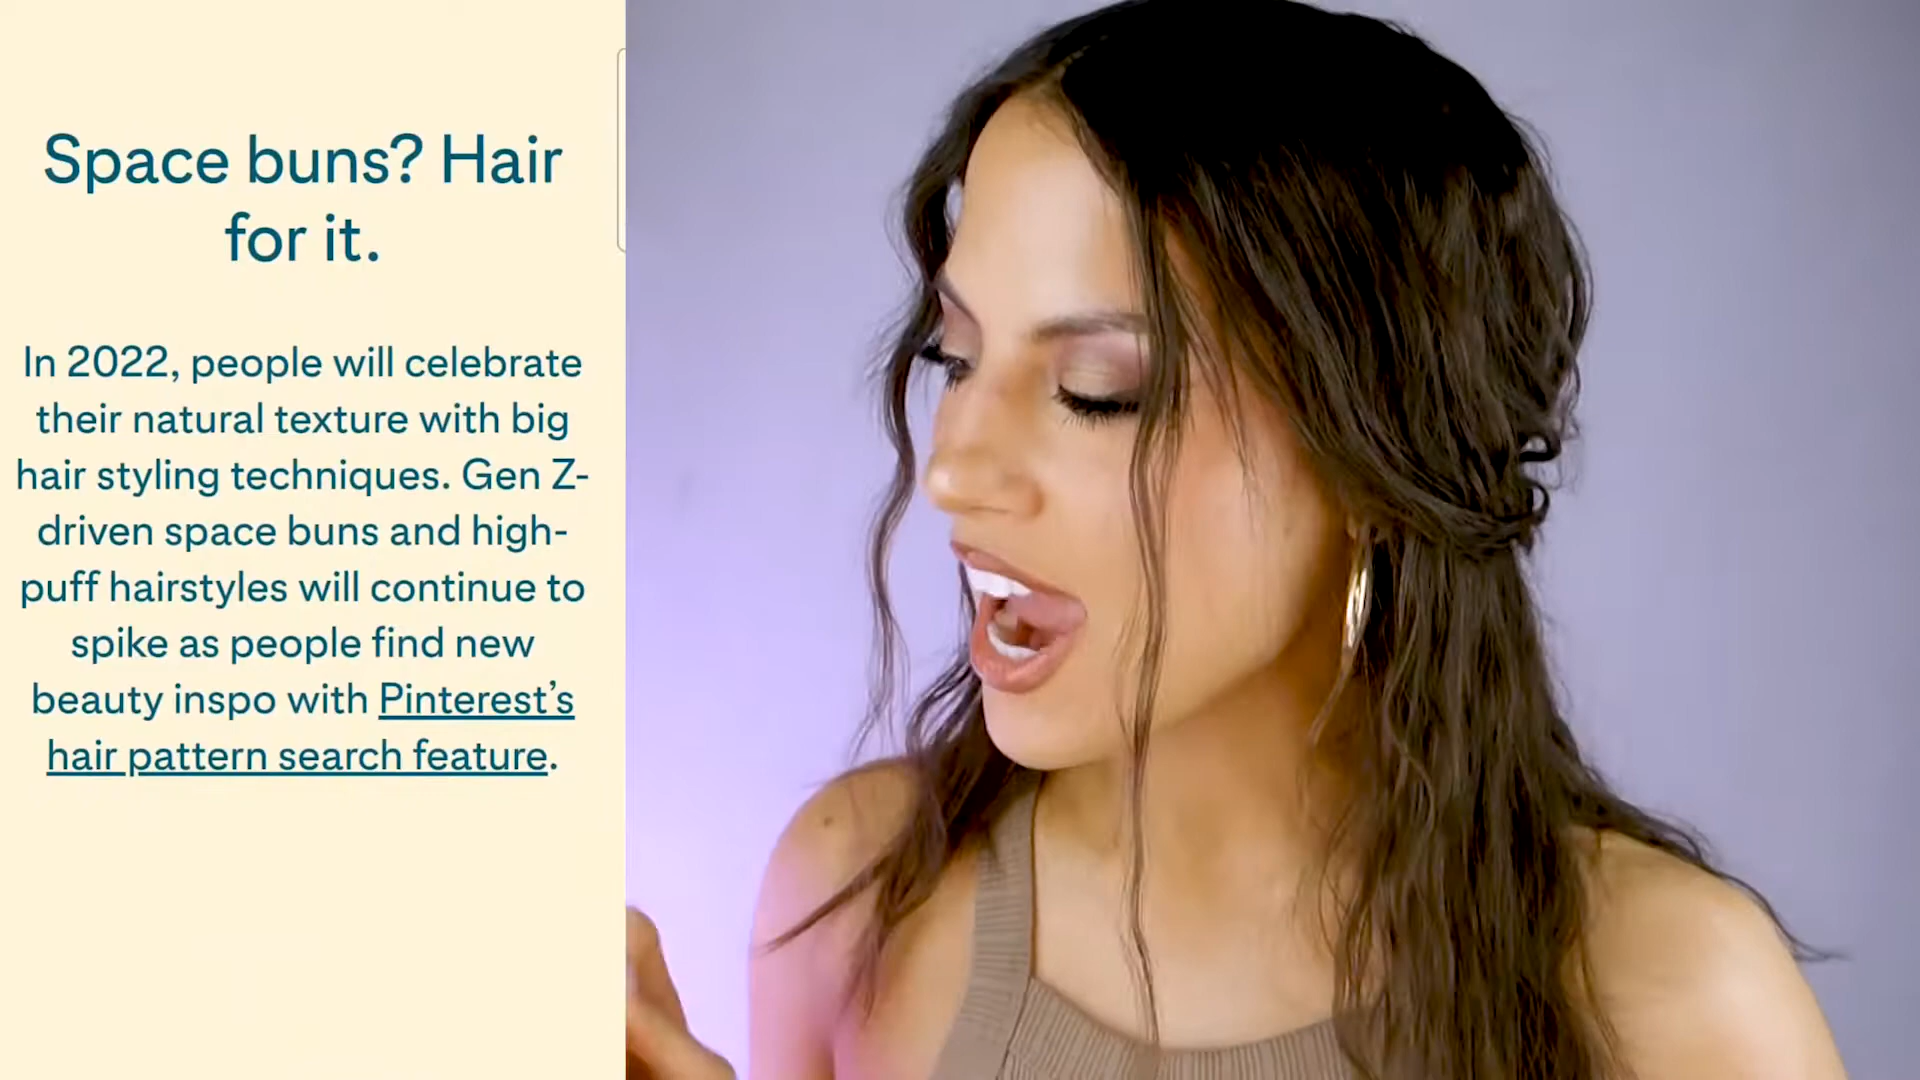 Space buns? Hair
for it.
In 2022, people will celebrate
their natural texture with big
hair styling techniques. Gen Z-
driven space buns and high-
puff hairstyles will continue to
spike as people find new
beauty inspo with Pinterest’s
hair pattern search feature.